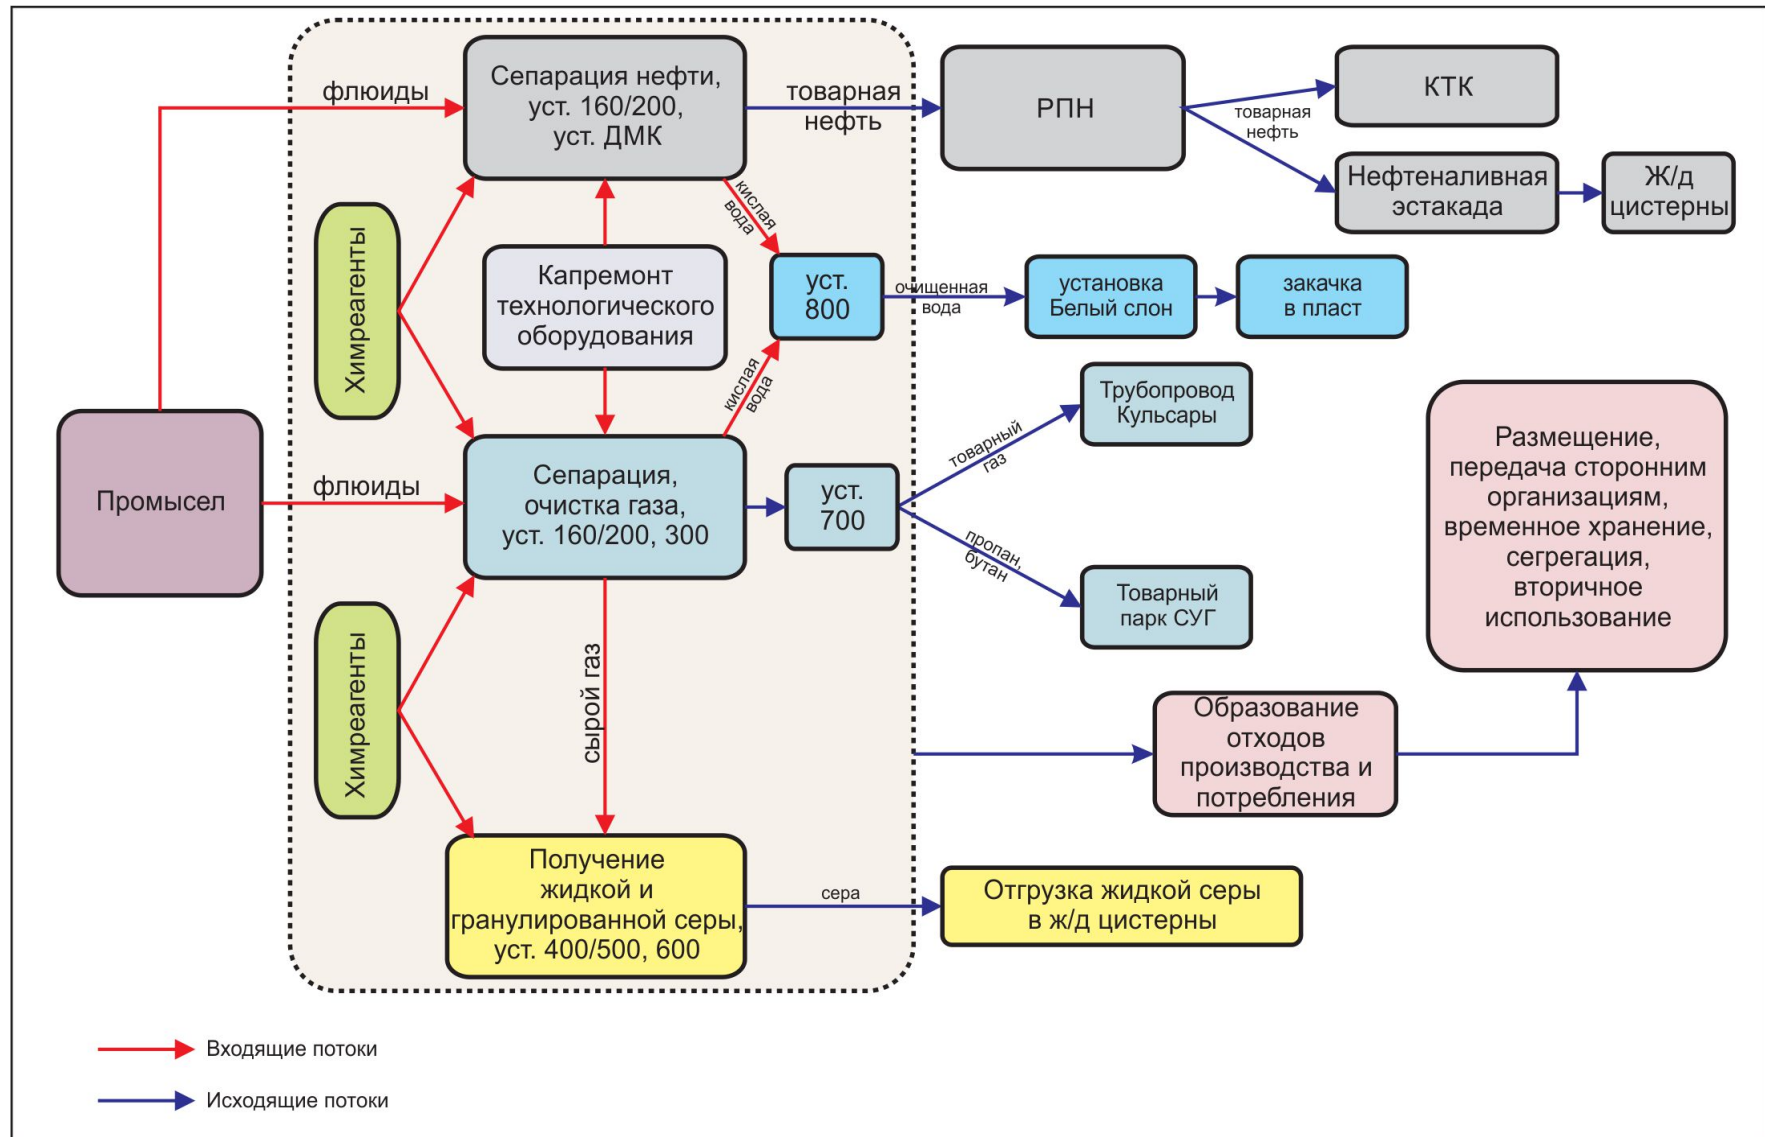 флюиды
Сепарация нефти,
уст. 160/200,
уст. ДМК
товарная
нефть
РПН
товарная
нефть
КТК
Нефтеналивная
эстакада
Ж/д
цистерны
Химреагенты
Капремонт
технологического
оборудования
кислая
вода
уст.
800
очищенная
вода
установка
Белый слон
закачка
в пласт
кислая
вода
Промысел
флюиды
Сепарация,
очистка газа,
уст. 160/200, 300
уст.
700
товарный
газ
Трубопровод
Кульсары
пропан,
бутан
Товарный
парк СУГ
Размещение,
передача сторонним
организациям,
временное хранение,
сегрегация,
вторичное
использование
Химреагенты
сырой газ
Образование
отходов
производства и
потребления
Получение
жидкой и
гранулированной серы,
уст. 400/500, 600
сера
Отгрузка жидкой серы
в ж/д цистерны
Входящие потоки
Исходящие потоки